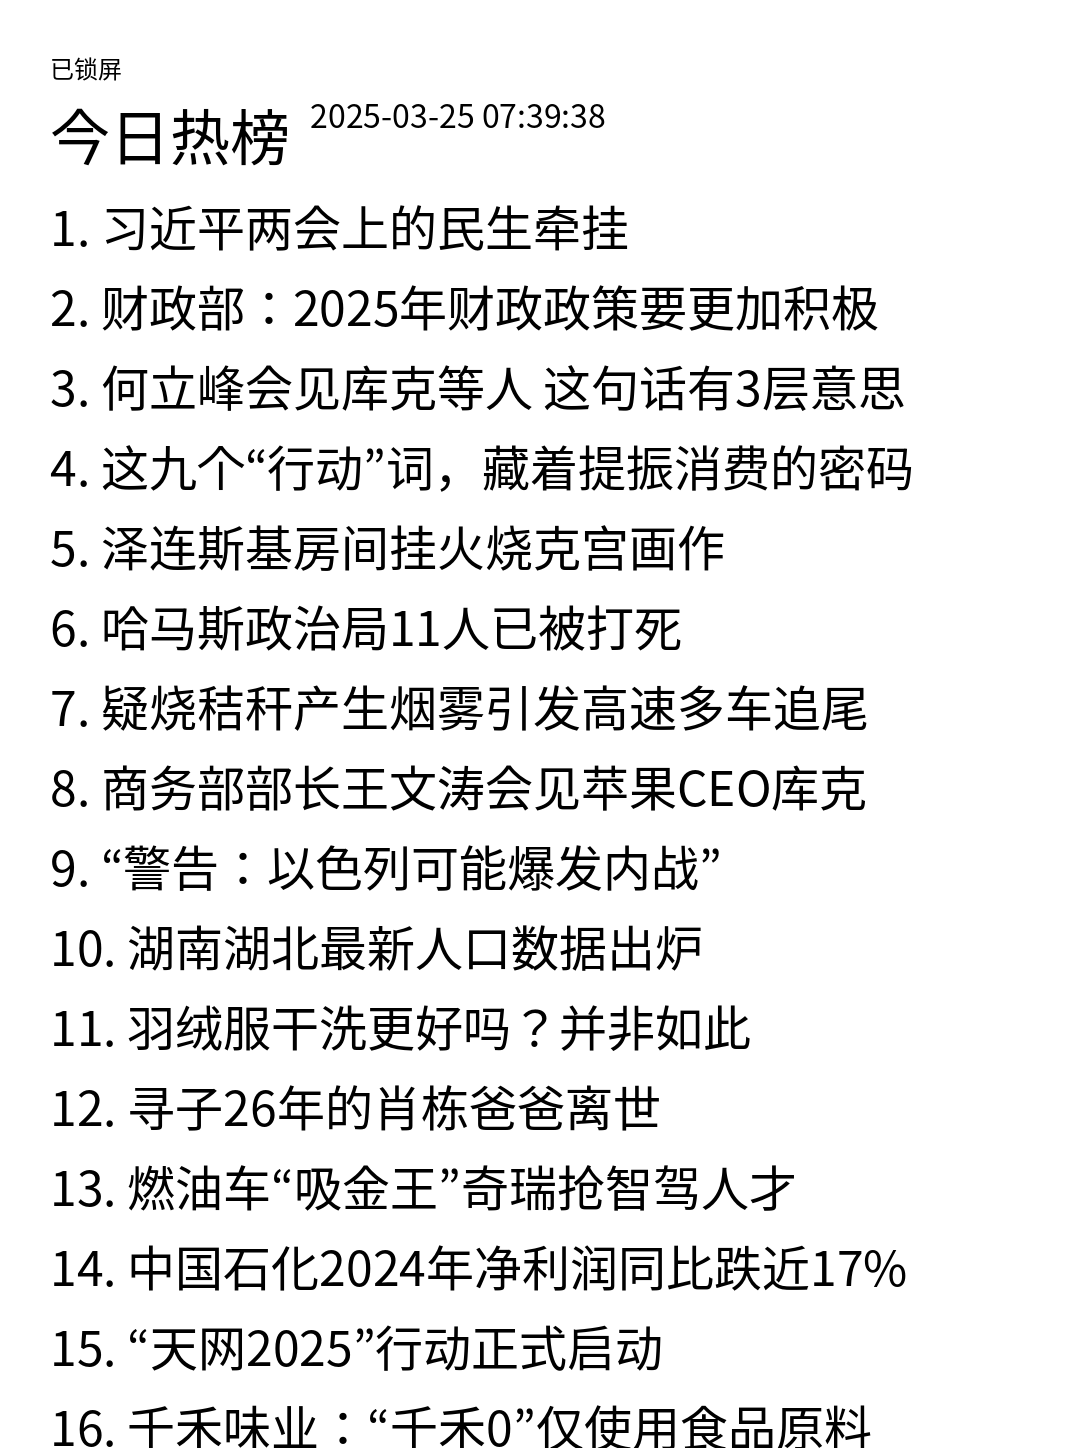 已锁屏
今日热榜 2025-03-25 07:39:38
1. 习近平两会上的民生牵挂
2. 财政部：2025年财政政策要更加积极
3. 何立峰会见库克等人 这句话有3层意思
4. 这九个“行动”词，藏着提振消费的密码
5. 泽连斯基房间挂火烧克宫画作
6. 哈马斯政治局11人已被打死
7. 疑烧秸秆产生烟雾引发高速多车追尾
8. 商务部部长王文涛会见苹果CEO库克
9. “警告：以色列可能爆发内战”
10. 湖南湖北最新人口数据出炉
11. 羽绒服干洗更好吗？并非如此
12. 寻子26年的肖栋爸爸离世
13. 燃油车“吸金王”奇瑞抢智驾人才
14. 中国石化2024年净利润同比跌近17%
15. “天网2025”行动正式启动
16. 千禾味业：“千禾0”仅使用食品原料